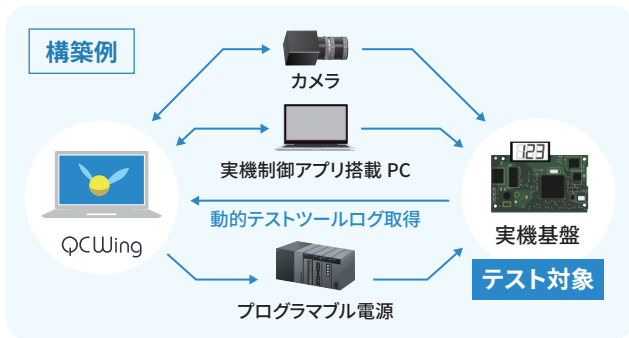 構築例
カメラ
実機制御アプリ搭載 PC
動的テストツールログ取得
QCWing
123
実機基盤
テスト対象
プログラマブル電源